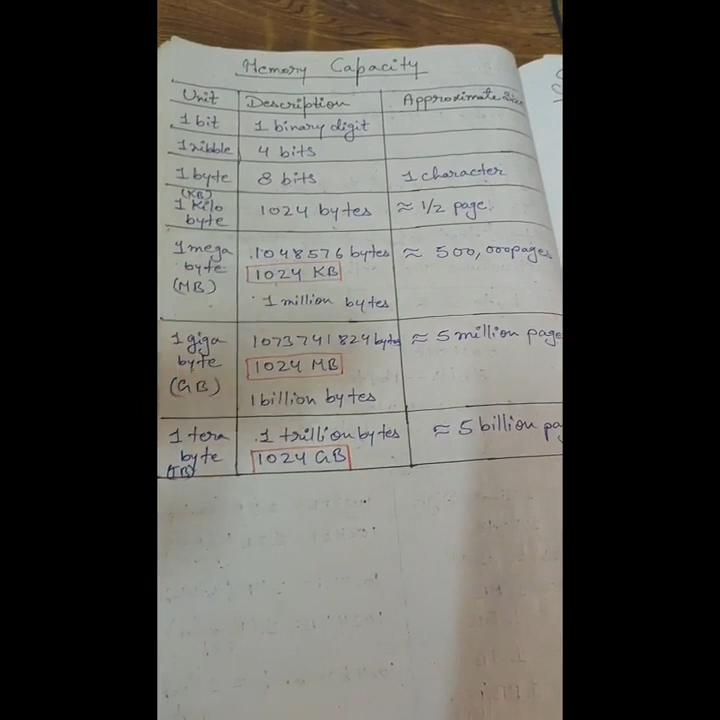 Memory Capacity
Unit Description Approximate Size
1 bit 1 binary digit
1 nibble 4 bits
1 byte 8 bits 1 character
(KB)
1 Kilo 1024 bytes ≈ 1/2 page.
byte
1 mega 1048576 bytes ≈ 500,000 pages
byte 1024 KB
(MB)
1 million bytes
1 giga 1073741824 bytes ≈ 5 million page
byte 1024 MB
(GB) 1 billion bytes
1 tera 1 trillion bytes ≈ 5 billion pa
byte 1024 GB
(TB)